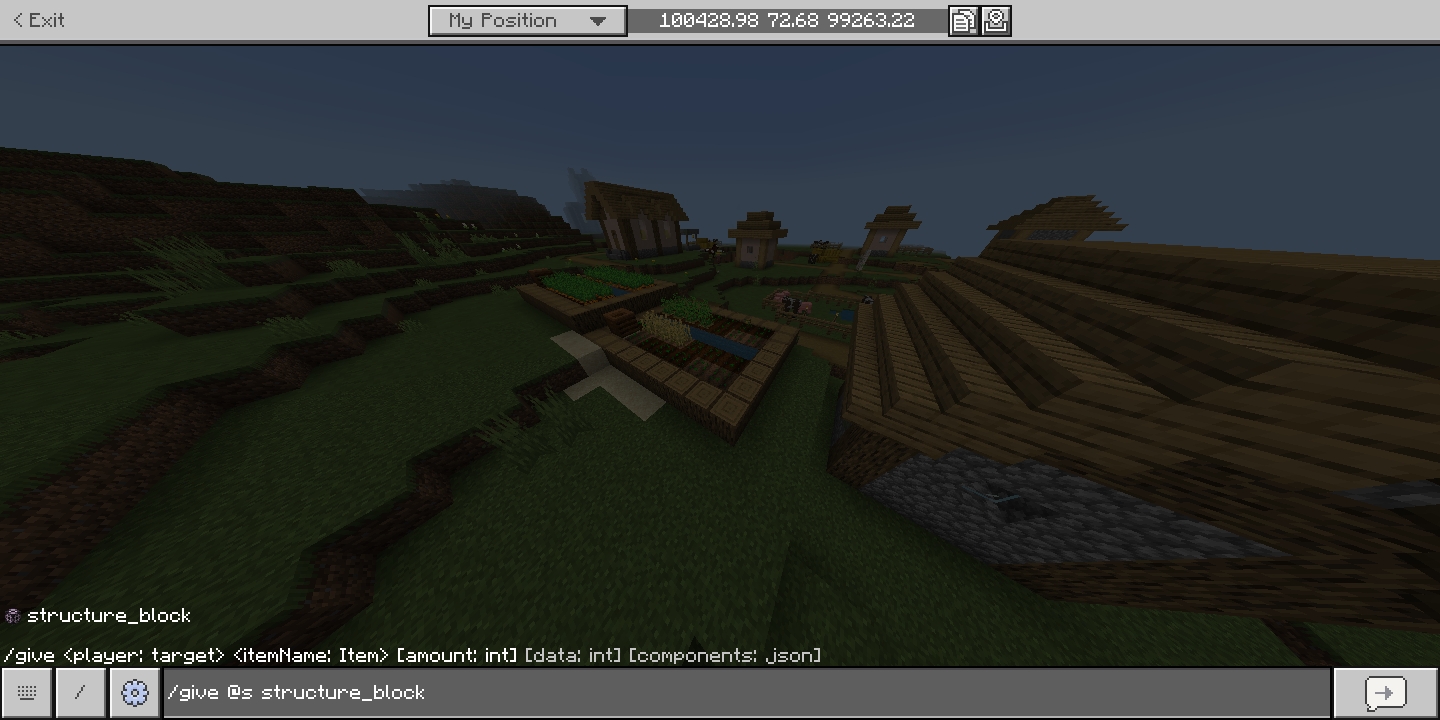 < Exit
My Position
100428.98 72.68 99263.22
structure_block
/give <player: target> <itemName: Item> [amount: int] [data: int] [components: json]
/
/give @s structure_block